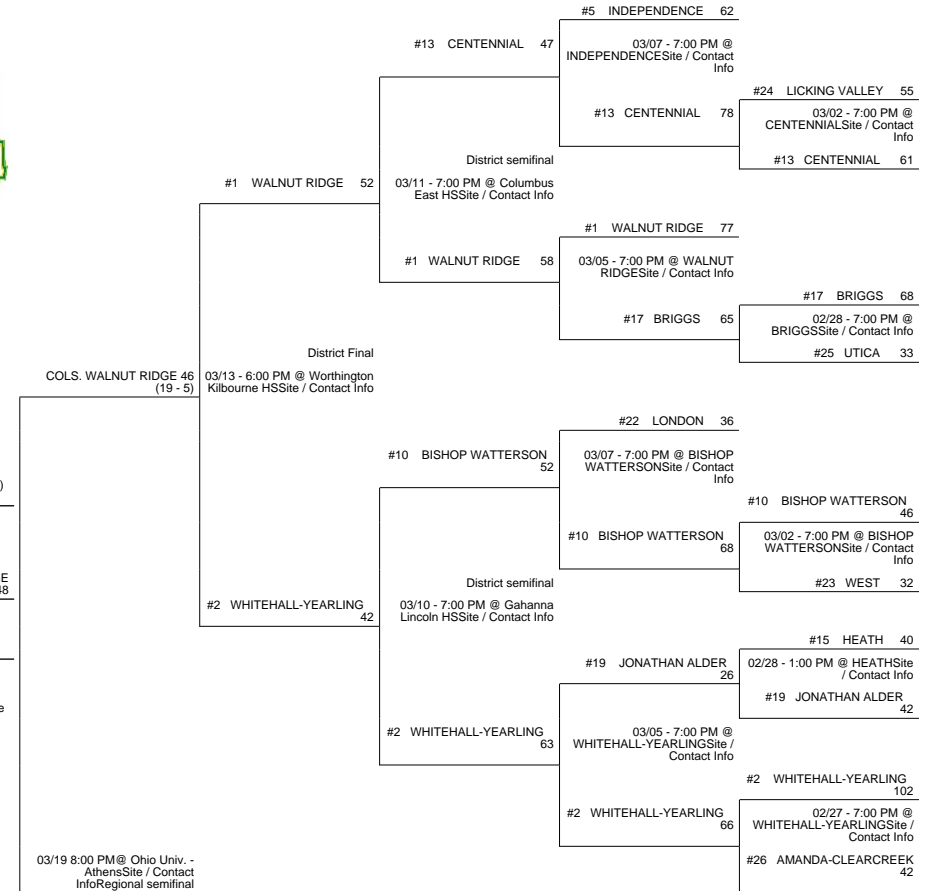 #5 INDEPENDENCE 62
#13 CENTENNIAL 47
03/07 - 7:00 PM @
INDEPENDENCESite / Contact
Info
#24 LICKING VALLEY 55
#13 CENTENNIAL 78
03/02 - 7:00 PM @
CENTENNIALSite / Contact
Info
#13 CENTENNIAL 61
District semifinal
#1 WALNUT RIDGE 52
03/11 - 7:00 PM @ Columbus
East HSSite / Contact Info
#1 WALNUT RIDGE 77
#1 WALNUT RIDGE 58
03/05 - 7:00 PM @ WALNUT
RIDGESite / Contact Info
#17 BRIGGS 68
#17 BRIGGS 65
02/28 - 7:00 PM @
BRIGGSSite / Contact Info
#25 UTICA 33
District Final
COLS. WALNUT RIDGE 46
(19 - 5)
03/13 - 6:00 PM @ Worthington
Kilbourne HSSite / Contact Info
#22 LONDON 36
#10 BISHOP WATTERSON
52
03/07 - 7:00 PM @ BISHOP
WATTERSONSite / Contact
Info
)
#10 BISHOP WATTERSON
46
#10 BISHOP WATTERSON
68
03/02 - 7:00 PM @ BISHOP
WATTERSONSite / Contact
Info
#23 WEST 32
E
48
District semifinal
#2 WHITEHALL-YEARLING
42
03/10 - 7:00 PM @ Gahanna
Lincoln HSSite / Contact Info
#15 HEATH 40
#19 JONATHAN ALDER
26
02/28 - 1:00 PM @ HEATHSite
/ Contact Info
#19 JONATHAN ALDER
42
e
#2 WHITEHALL-YEARLING
63
03/05 - 7:00 PM @
WHITEHALL-YEARLINGSite /
Contact Info
#2 WHITEHALL-YEARLING
102
#2 WHITEHALL-YEARLING
66
02/27 - 7:00 PM @
WHITEHALL-YEARLINGSite /
Contact Info
#26 AMANDA-CLEARCREEK
42
03/19 8:00 PM@ Ohio Univ. -
AthensSite / Contact
InfoRegional semifinal